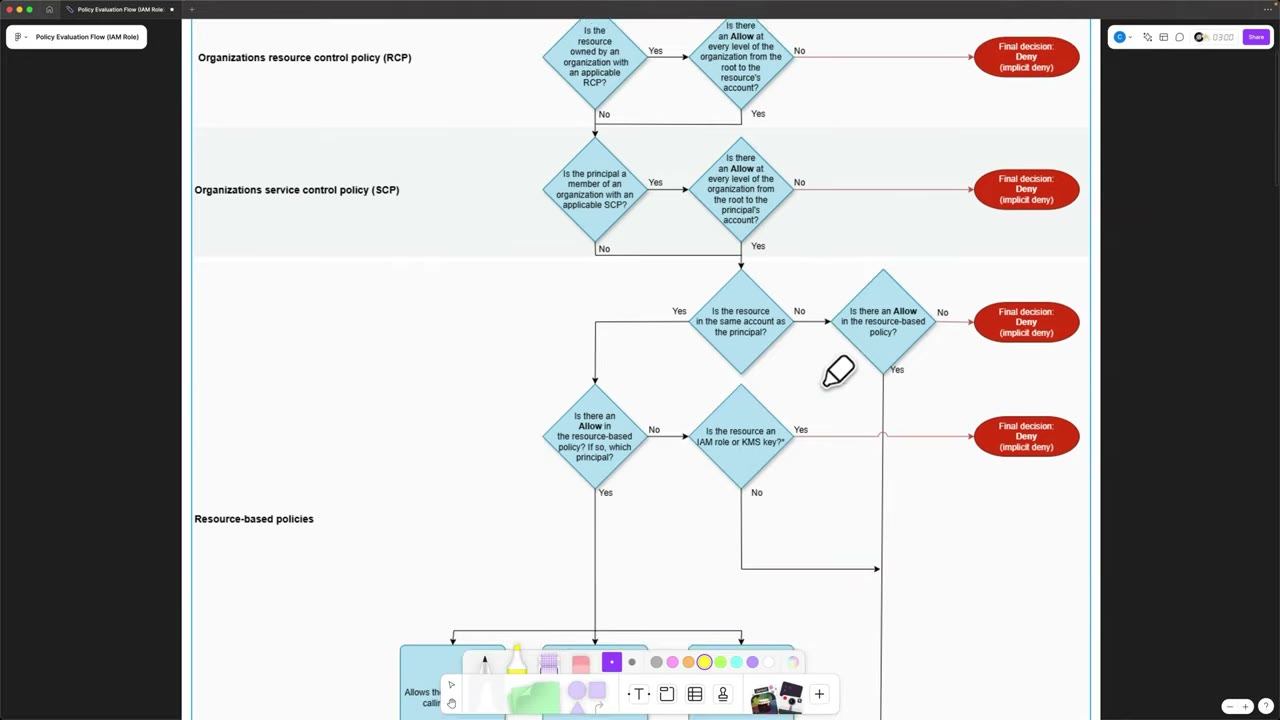 Policy Evaluation Flow (IAM Role
Policy Evaluation Flow (IAM Role)
C
03:00
Share
Organizations resource control policy (RCP)
Is the
resource
owned by an
organization with
an applicable
RCP?
Yes
Is there
an Allow at
every level of the
organization from
the root to the
resource's
account?
No
Final decision:
Deny
(implicit deny)
No
Yes
Organizations service control policy (SCP)
Is the principal a
member of an
organization with an
applicable SCP?
Yes
Is there
an Allow at
every level of the
organization from
the root to the
principal's
account?
No
Final decision:
Deny
(implicit deny)
No
Yes
Yes
Is the resource
in the same account as
the principal?
No
Is there an Allow
in the resource-based
policy?
No
Final decision:
Deny
(implicit deny)
Yes
Is there an
Allow in
the resource-based
policy? If so, which
principal?
No
Is the resource an
IAM role or KMS key?*
Yes
Final decision:
Deny
(implicit deny)
Yes
No
Resource-based policies
Allows
T